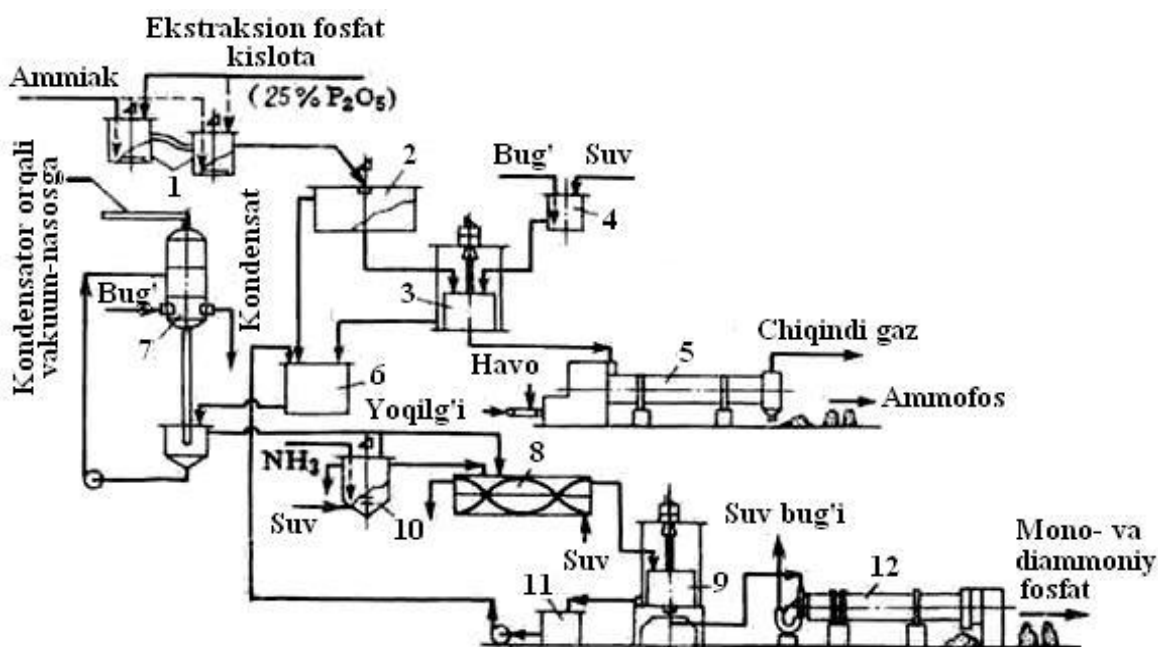 Ekstraksion fosfat
kislota
Ammiak
(25% P₂O₅)
Kondensator orqali
vakuum-nasosga
1
Kondensat
2
Bug'
Suv
4
3
Bug'
7
6
Havo
Yoqilg'i
5
Chiqindi gaz
Ammofos
NH₃
Suv
10
8
Suv
Suv bug'i
9
11
12
Mono- va
diammoniy
fosfat